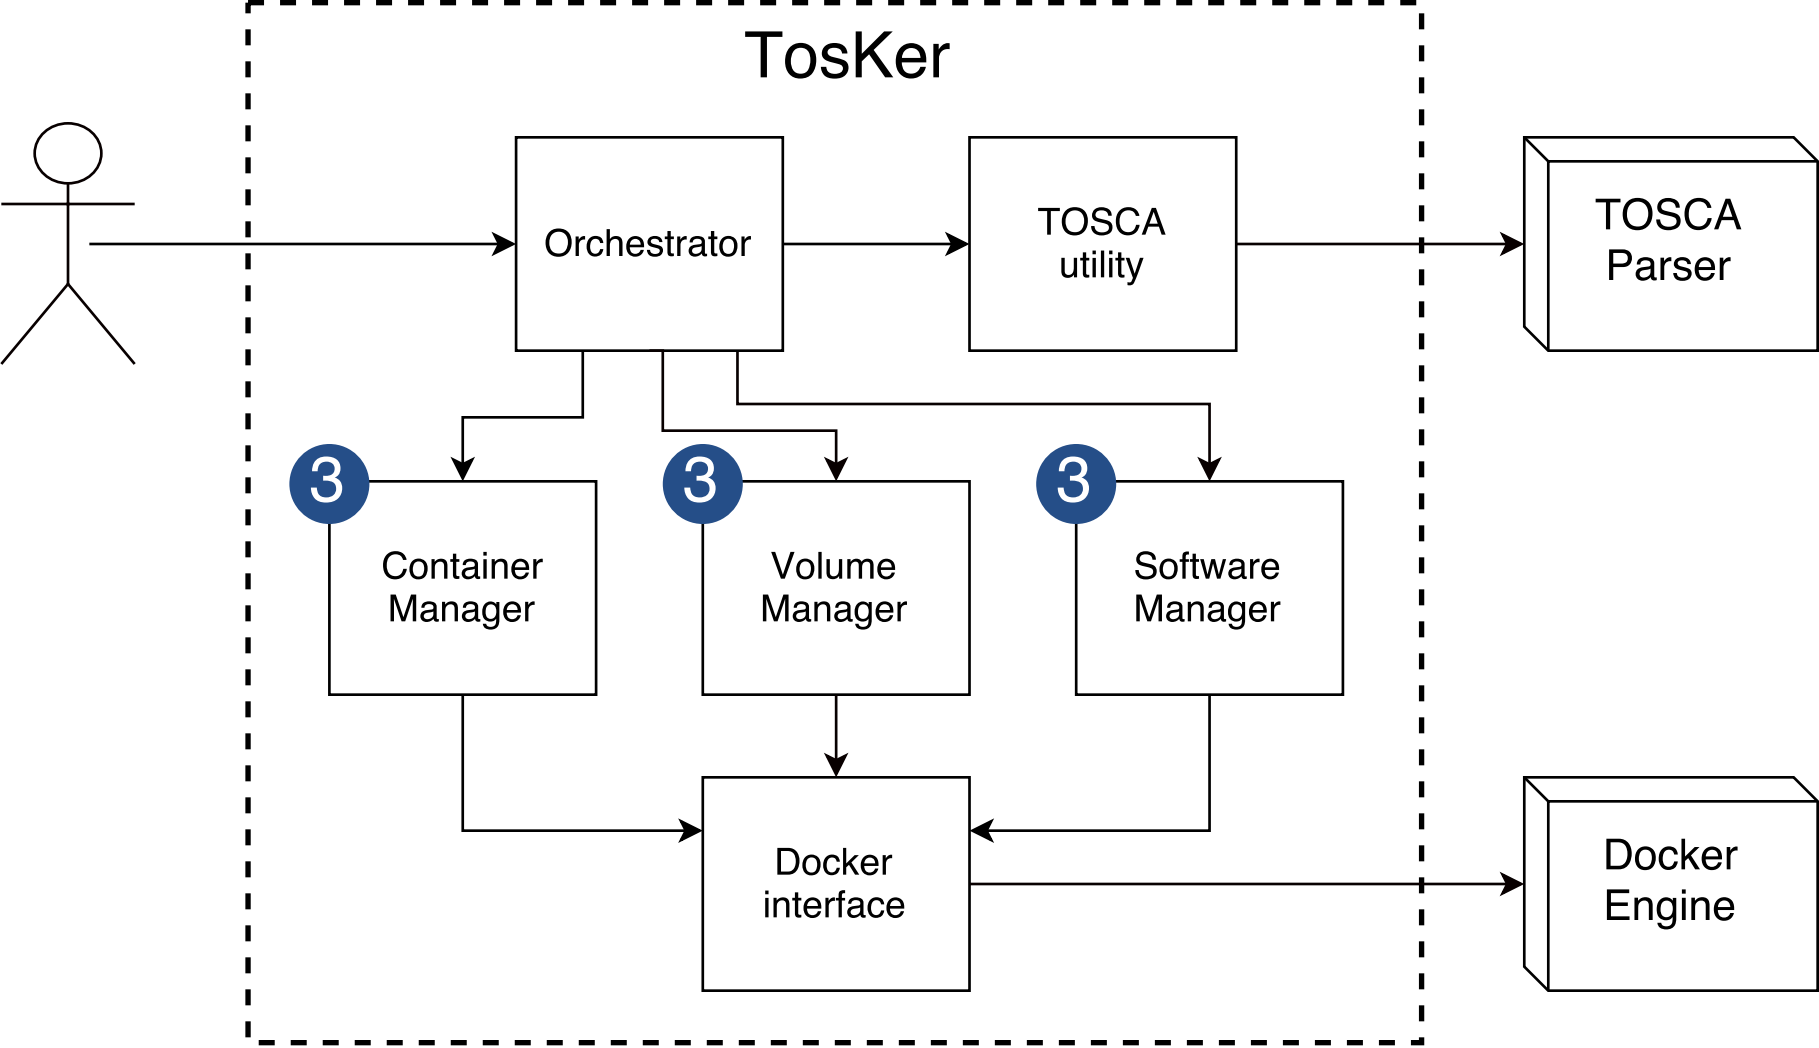 TosKer
Orchestrator
TOSCA
utility
TOSCA
Parser
3
Container
Manager
3
Volume
Manager
3
Software
Manager
Docker
interface
Docker
Engine